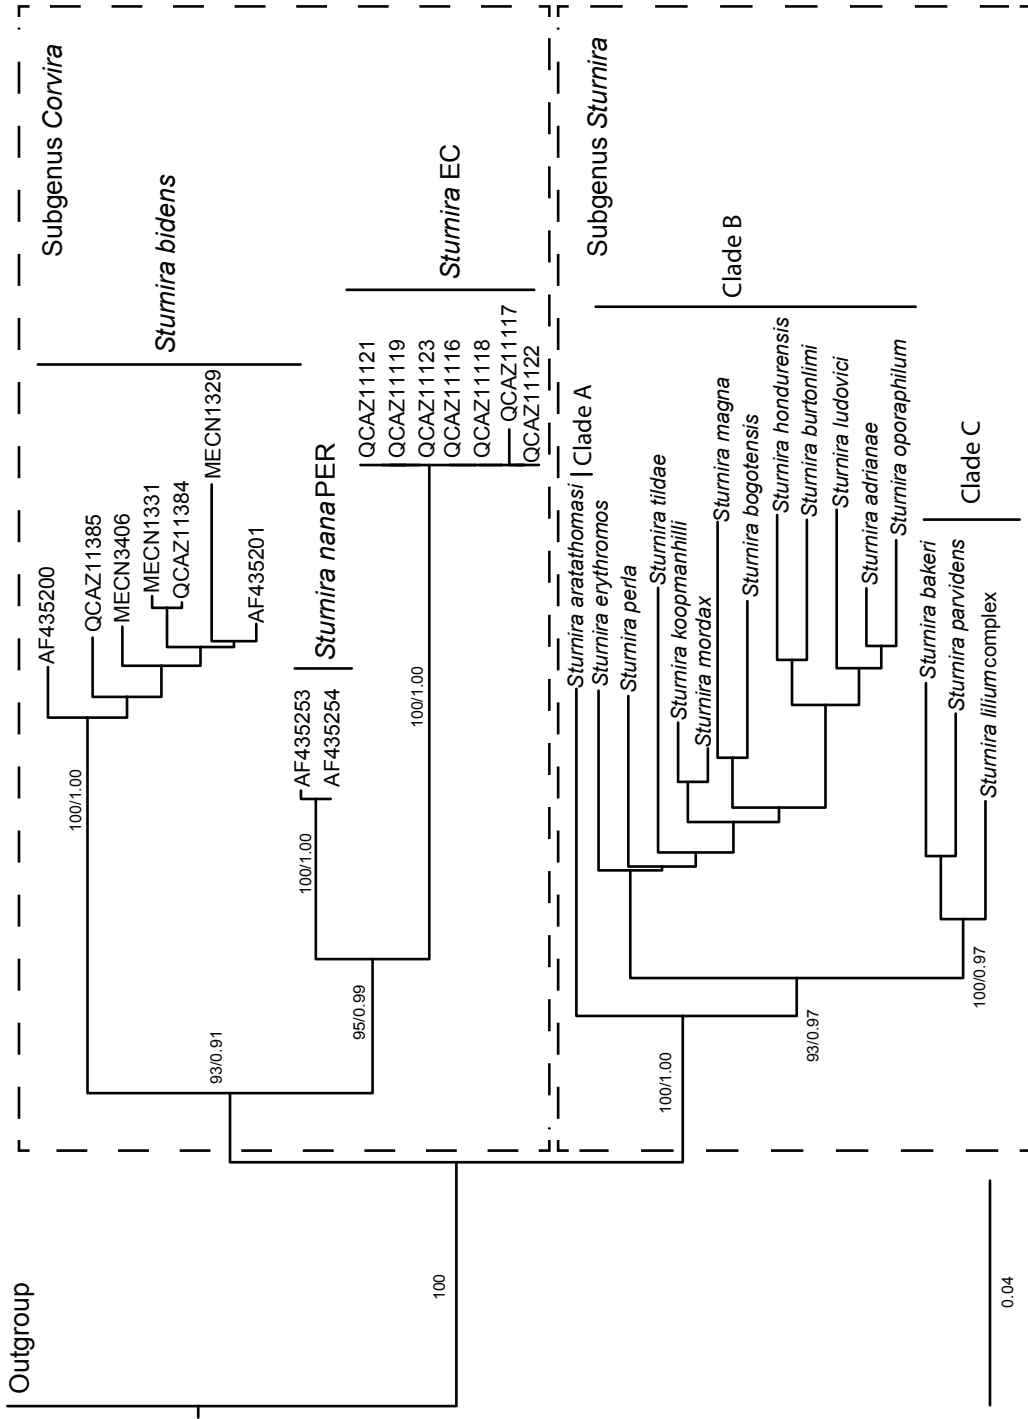 Outgroup
100
0.04
Subgenus Corvira
93/0.91
100/1.00
AF435200
QCAZ11385
MECN3406
MECN1331
QCAZ11384
MECN1329
AF435201
Sturnira bidens
95/0.99
100/1.00
AF435253
AF435254
Sturnira nana PER
100/1.00
QCAZ11121
QCAZ11119
QCAZ11123
QCAZ11116
QCAZ11118
QCAZ11117
QCAZ11122
Sturnira EC
Subgenus Sturnira
100/1.00
Sturnira aratathomasi
Clade A
93/0.97
Sturnira erythromos
Sturnira perla
Sturnira tildae
Sturnira koopmanhilli
Sturnira mordax
Sturnira magna
Sturnira bogotensis
Sturnira hondurensis
Sturnira burtonlimi
Sturnira ludovici
Sturnira adrianae
Sturnira oporaphilum
Clade B
100/0.97
Sturnira bakeri
Sturnira parvidens
Sturnira lilium complex
Clade C